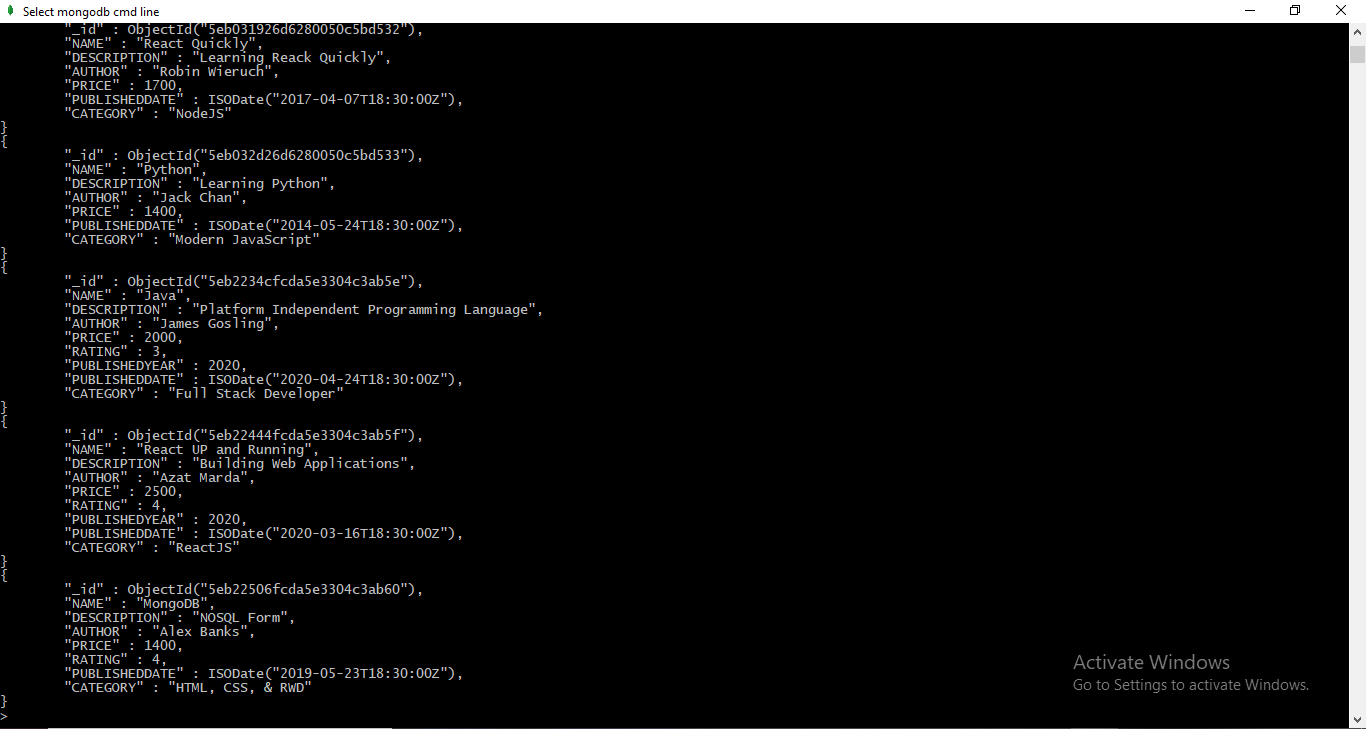 Select mongodb cmd line
"_id" : ObjectId("5eb031926d6280050c5bd532"),
"NAME" : "React Quickly",
"DESCRIPTION" : "Learning Reack Quickly",
"AUTHOR" : "Robin Wieruch",
"PRICE" : 1700,
"PUBLISHEDDATE" : ISODate("2017-04-07T18:30:00Z"),
"CATEGORY" : "NodeJS"
}
{
"_id" : ObjectId("5eb032d26d6280050c5bd533"),
"NAME" : "Python",
"DESCRIPTION" : "Learning Python",
"AUTHOR" : "Jack Chan",
"PRICE" : 1400,
"PUBLISHEDDATE" : ISODate("2014-05-24T18:30:00Z"),
"CATEGORY" : "Modern JavaScript"
}
{
"_id" : ObjectId("5eb2234cfcda5e3304c3ab5e"),
"NAME" : "Java",
"DESCRIPTION" : "Platform Independent Programming Language",
"AUTHOR" : "James Gosling",
"PRICE" : 2000,
"RATING" : 3,
"PUBLISHEDYEAR" : 2020,
"PUBLISHEDDATE" : ISODate("2020-04-24T18:30:00Z"),
"CATEGORY" : "Full Stack Developer"
}
{
"_id" : ObjectId("5eb22444fcda5e3304c3ab5f"),
"NAME" : "React UP and Running",
"DESCRIPTION" : "Building Web Applications",
"AUTHOR" : "Azat Marda",
"PRICE" : 2500,
"RATING" : 4,
"PUBLISHEDYEAR" : 2020,
"PUBLISHEDDATE" : ISODate("2020-03-16T18:30:00Z"),
"CATEGORY" : "ReactJS"
}
{
"_id" : ObjectId("5eb22506fcda5e3304c3ab60"),
"NAME" : "MongoDB",
"DESCRIPTION" : "NOSQL Form",
"AUTHOR" : "Alex Banks",
"PRICE" : 1400,
"RATING" : 4,
"PUBLISHEDDATE" : ISODate("2019-05-23T18:30:00Z"),
"CATEGORY" : "HTML, CSS, & RWD"
}
>
Activate Windows
Go to Settings to activate Windows.